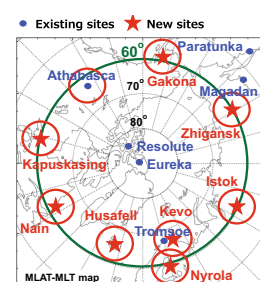 Existing sites New sites
60° Paratunka
Athabasca 70° Gakona Magadan
80° Zhigansk
Resolute
Kapuskasing Eureka
Istok
Husafell Kevo
Nain Tromsoe
MLAT-MLT map Nyrola